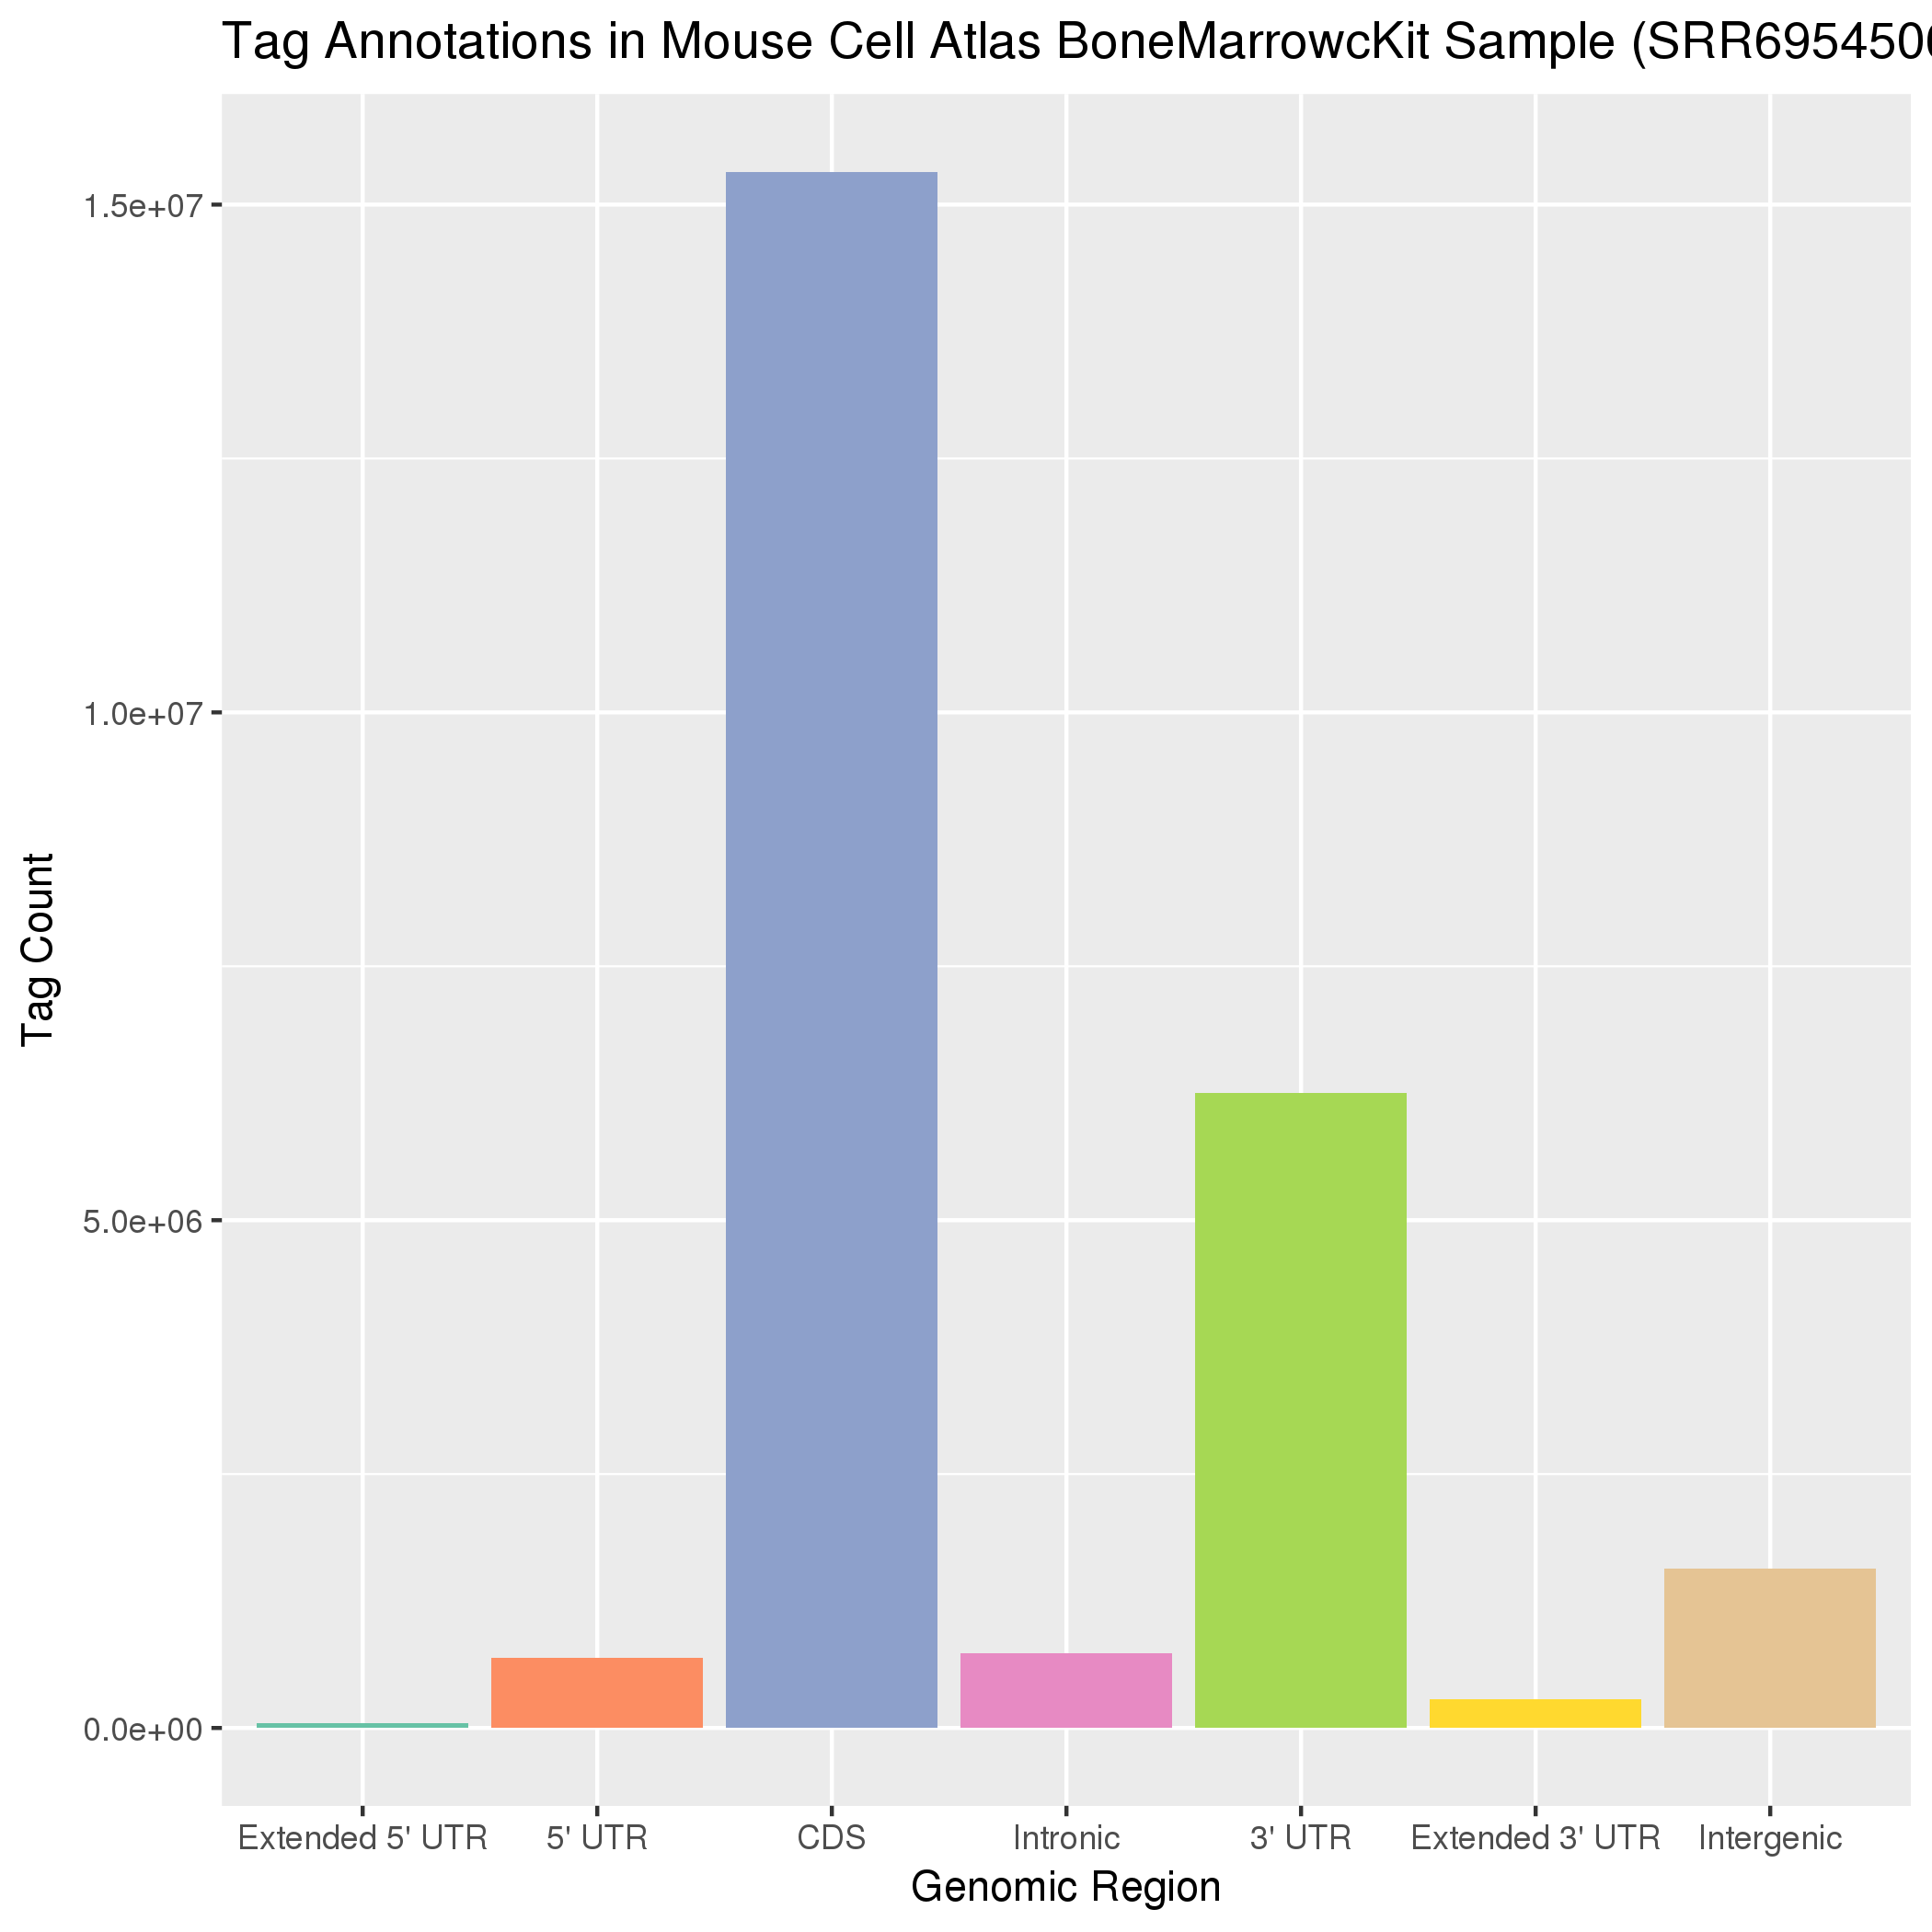 Tag Annotations in Mouse Cell Atlas BoneMarrowcKit Sample (SRR695450
1.5e+07
1.0e+07
5.0e+06
0.0e+00
Tag Count
Extended 5' UTR 5' UTR CDS Intronic 3' UTR Extended 3' UTR Intergenic
Genomic Region